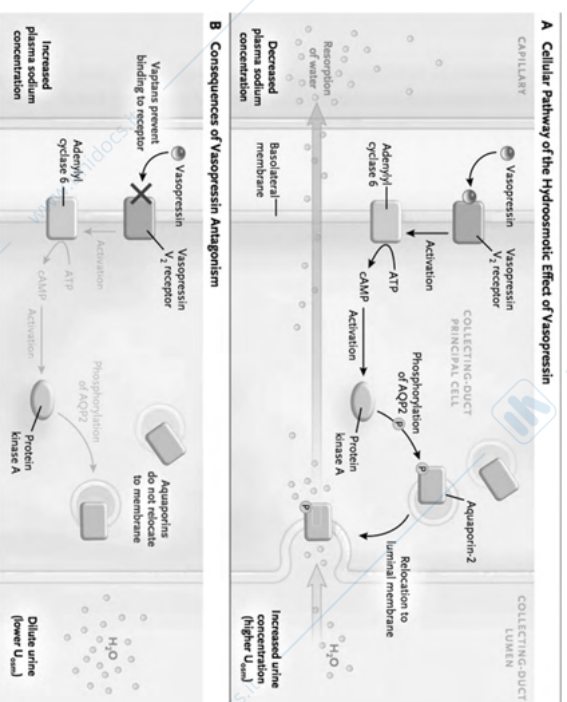 A Cellular Pathway of the Hydroosmotic Effect of Vasopressin
CAPILLARY
COLLECTING-DUCT
PRINCIPAL CELL
COLLECTING-DUCT
LUMEN
Vasopressin
Vasopressin
V2 receptor
Activation
Adenylyl
cyclase 6
ATP
cAMP
Activation
Protein
kinase A
Phosphorylation
of AQP2
P
P
Aquaporin-2
Relocation to
luminal membrane
P
H2O
Resorption
of water
Basolateral
membrane
Decreased
plasma sodium
concentration
Increased urine
concentration
(higher Uosm)
B Consequences of Vasopressin Antagonism
Vaptans prevent
binding to receptor
Vasopressin
Vasopressin
V2 receptor
Activation
Adenylyl
cyclase 6
ATP
cAMP
Activation
Protein
kinase A
Phosphorylation
of AQP2
Aquaporins
do not relocate
to membrane
H2O
Increased
plasma sodium
concentration
Dilute urine
(lower Uosm)